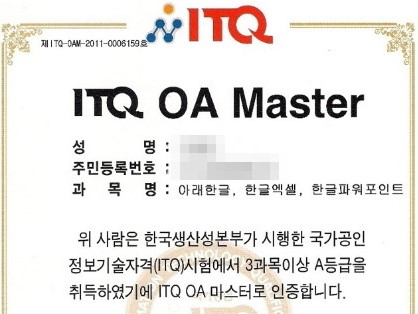 ITQ
제ITQ-OAM-2011-0006159호
ITQ OA Master
성 명 :
주민등록번호 :
과 목 명 : 아래한글, 한글엑셀, 한글파워포인트
위 사람은 한국생산성본부가 시행한 국가공인
정보기술자격(ITQ)시험에서 3과목이상 A등급을
취득하였기에 ITQ OA 마스터로 인증합니다.